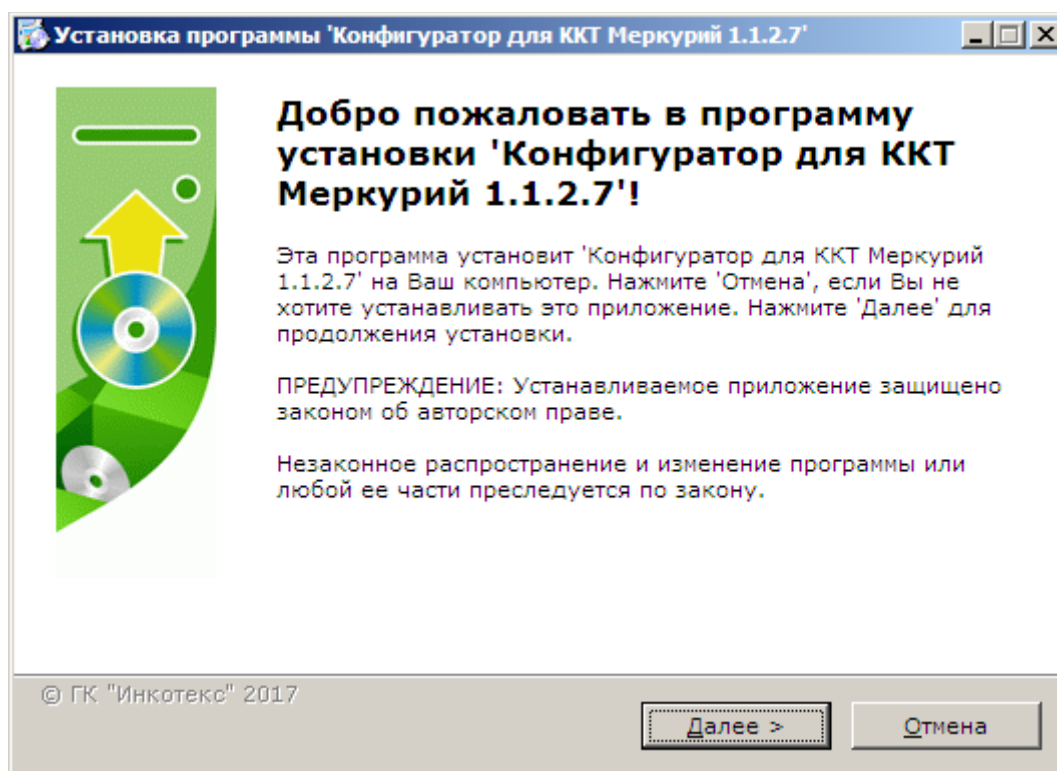 Установка программы 'Конфигуратор для ККТ Меркурий 1.1.2.7'
Добро пожаловать в программу
установки 'Конфигуратор для ККТ
Меркурий 1.1.2.7'!
Эта программа установит 'Конфигуратор для ККТ Меркурий
1.1.2.7' на Ваш компьютер. Нажмите 'Отмена', если Вы не
хотите устанавливать это приложение. Нажмите 'Далее' для
продолжения установки.
ПРЕДУПРЕЖДЕНИЕ: Устанавливаемое приложение защищено
законом об авторском праве.
Незаконное распространение и изменение программы или
любой ее части преследуется по закону.
© ГК "Инкотекс" 2017
Далее >
Отмена